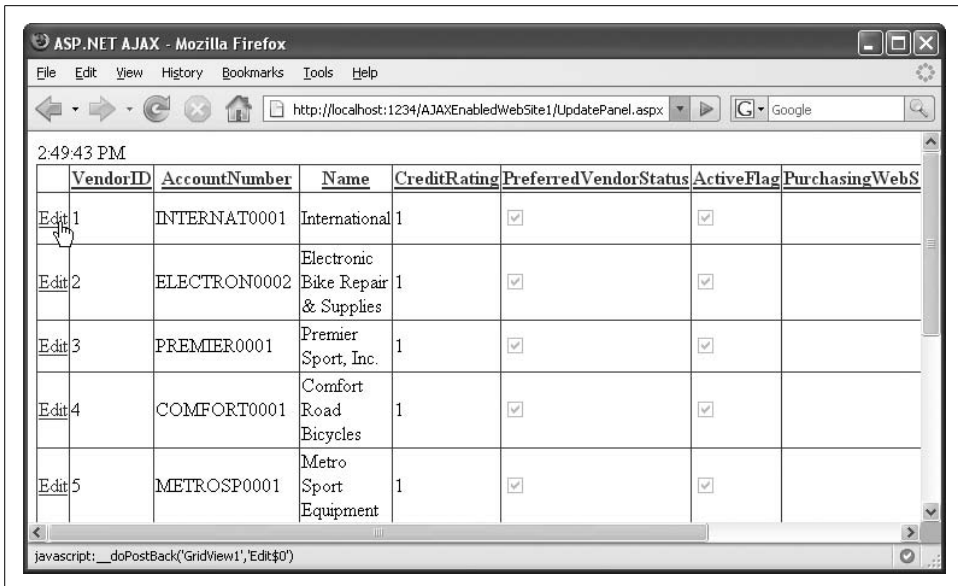 ASP.NET AJAX - Mozilla Firefox
File Edit View History Bookmarks Tools Help
http://localhost:1234/AJAXEnabledWebSite1/UpdatePanel.aspx G Google
2:49:43 PM
VendorID AccountNumber Name CreditRating PreferredVendorStatus ActiveFlag PurchasingWebS
Edit 1 INTERNAT0001 International 1
Edit 2 ELECTRON0002 Electronic Bike Repair & Supplies 1
Edit 3 PREMIER0001 Premier Sport, Inc. 1
Edit 4 COMFORT0001 Comfort Road Bicycles 1
Edit 5 METROSP0001 Metro Sport Equipment 1
javascript:__doPostBack('GridView1','Edit$0')